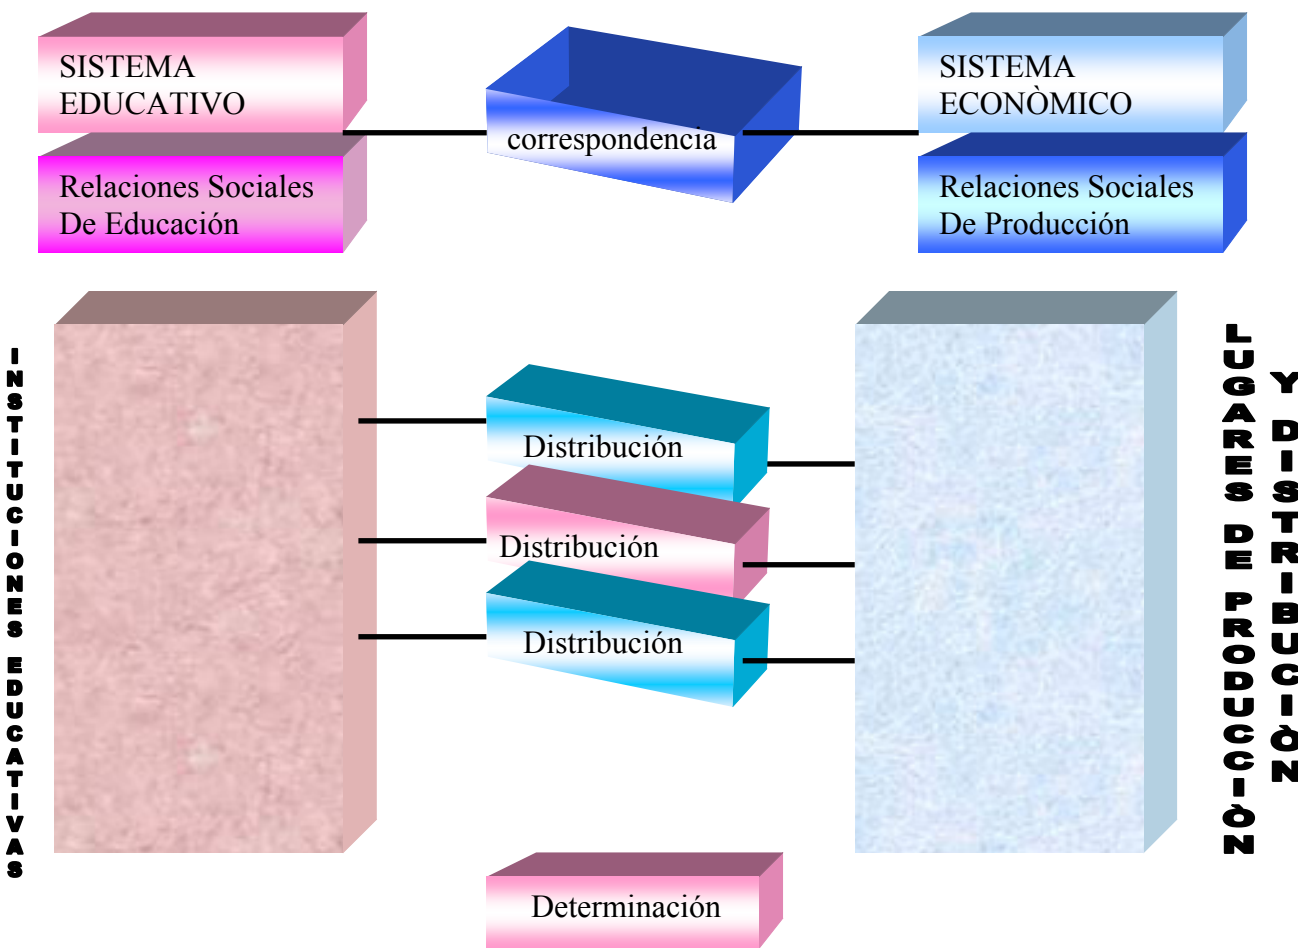 SISTEMA
EDUCATIVO
correspondencia
SISTEMA
ECONÒMICO
Relaciones Sociales
De Educación
Relaciones Sociales
De Producción
INSTITUCIONES EDUCATIVAS
Distribución
Distribución
Distribución
LUGARES DE PRODUCCIÒN
Y DISTRIBUCIÒN
Determinación